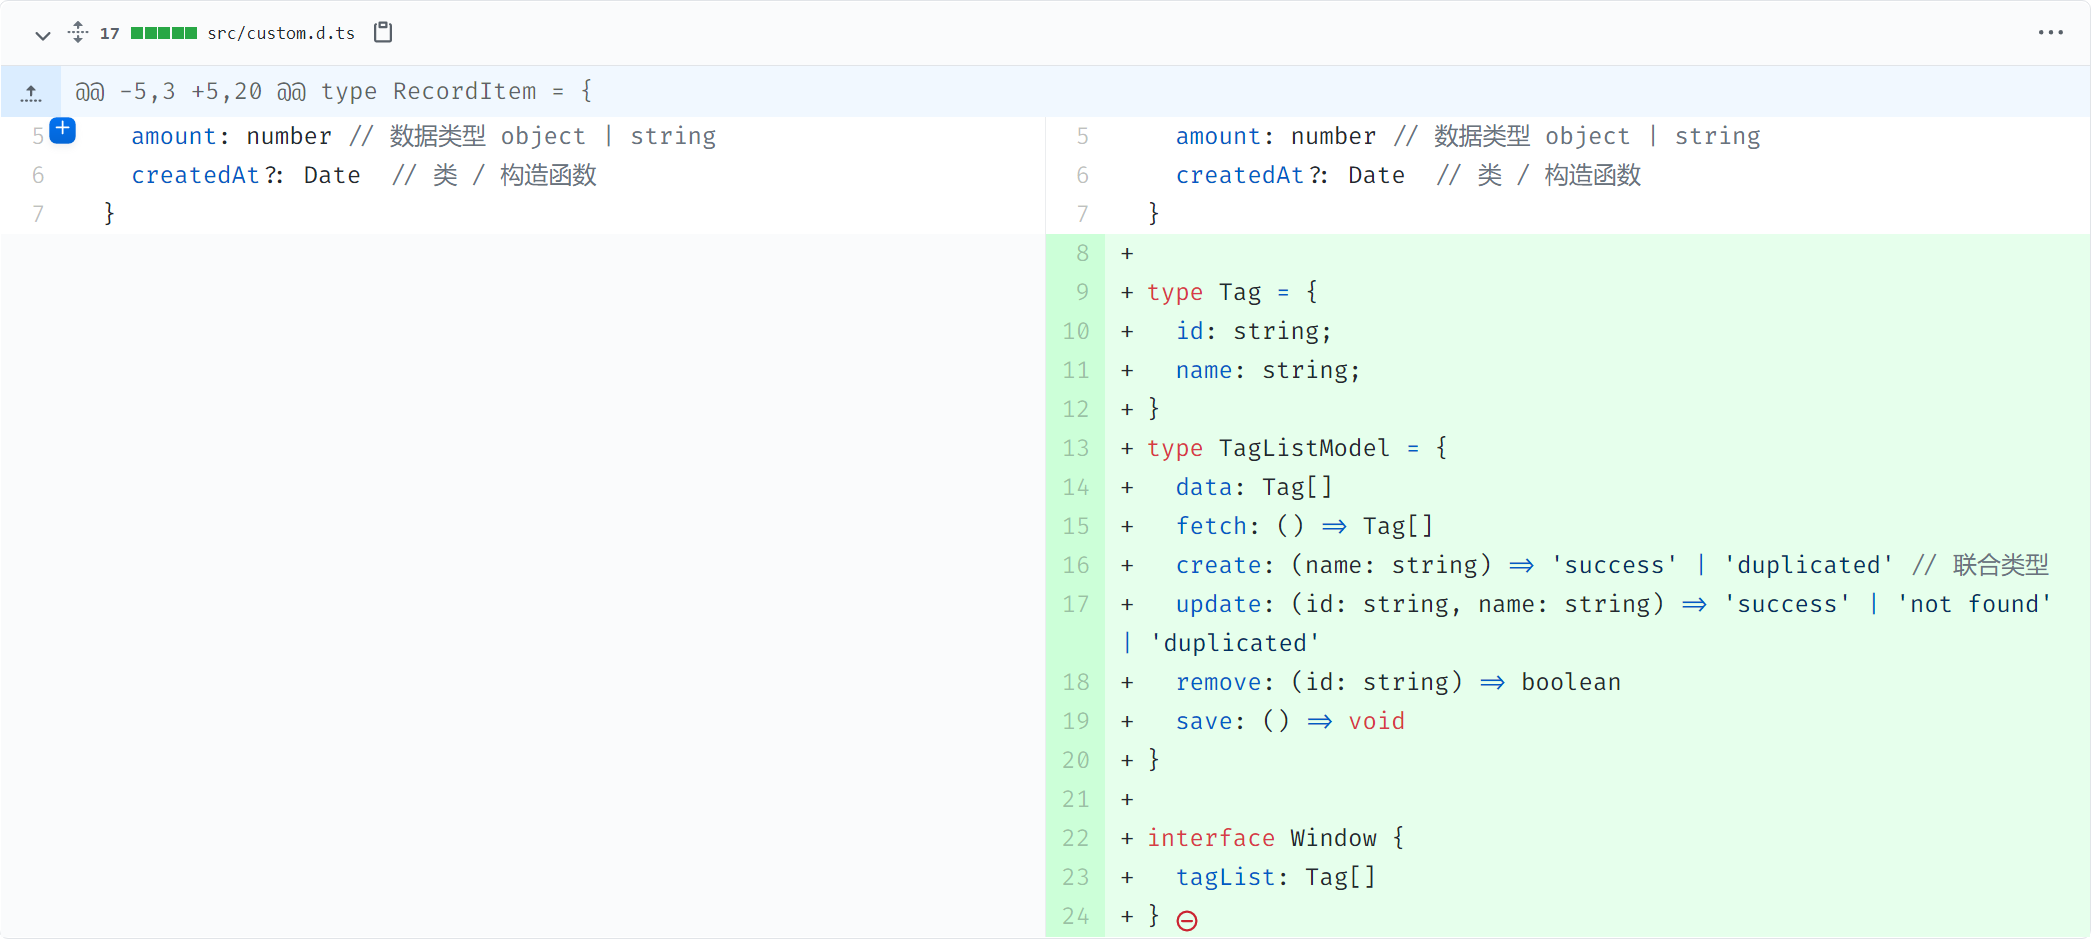 17 src/custom.d.ts
@@ -5,3 +5,20 @@ type RecordItem = {
5 amount: number // 数据类型 object | string
6 createdAt?: Date // 类 / 构造函数
7 }
5 amount: number // 数据类型 object | string
6 createdAt?: Date // 类 / 构造函数
7 }
8 +
9 + type Tag = {
10 + id: string;
11 + name: string;
12 + }
13 + type TagListModel = {
14 + data: Tag[]
15 + fetch: () => Tag[]
16 + create: (name: string) => 'success' | 'duplicated' // 联合类型
17 + update: (id: string, name: string) => 'success' | 'not found'
| 'duplicated'
18 + remove: (id: string) => boolean
19 + save: () => void
20 + }
21 +
22 + interface Window {
23 + tagList: Tag[]
24 + }